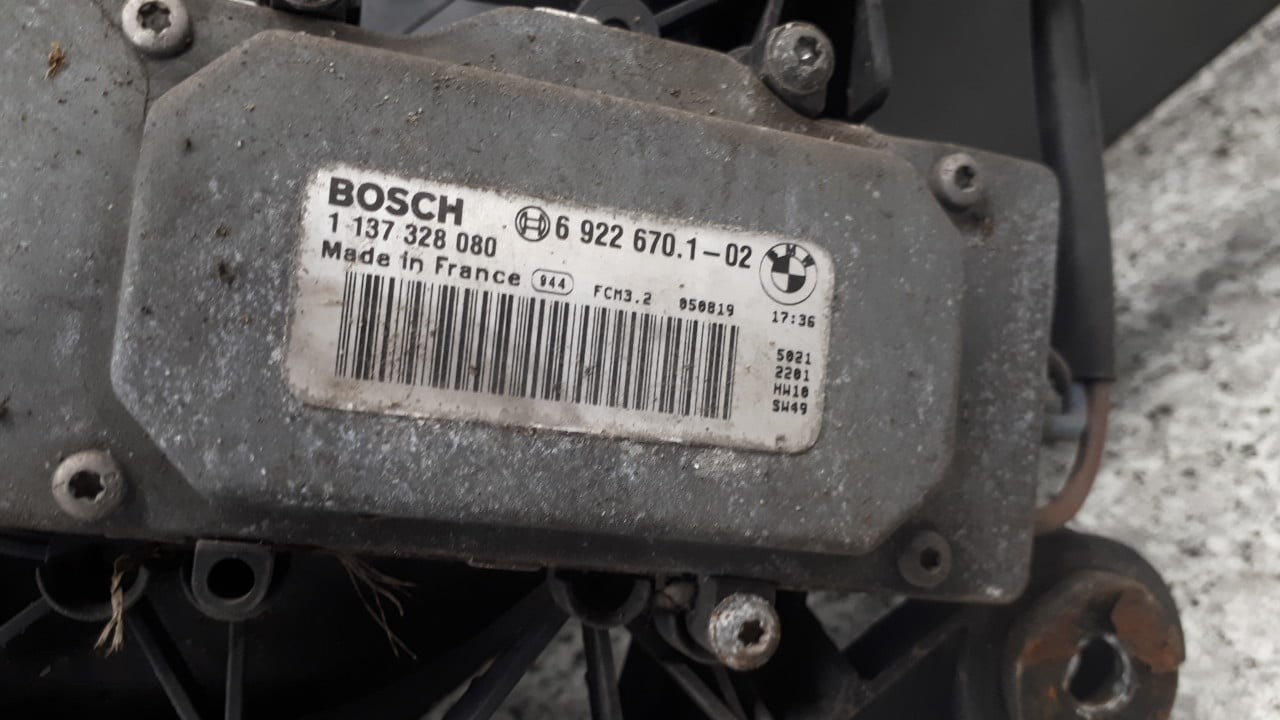 BOSCH
1 137 328 080
6 922 670.1-02
BMW
Made in France 944 FCM3.2 050819 17:36
5021
2201
HW10
SW49